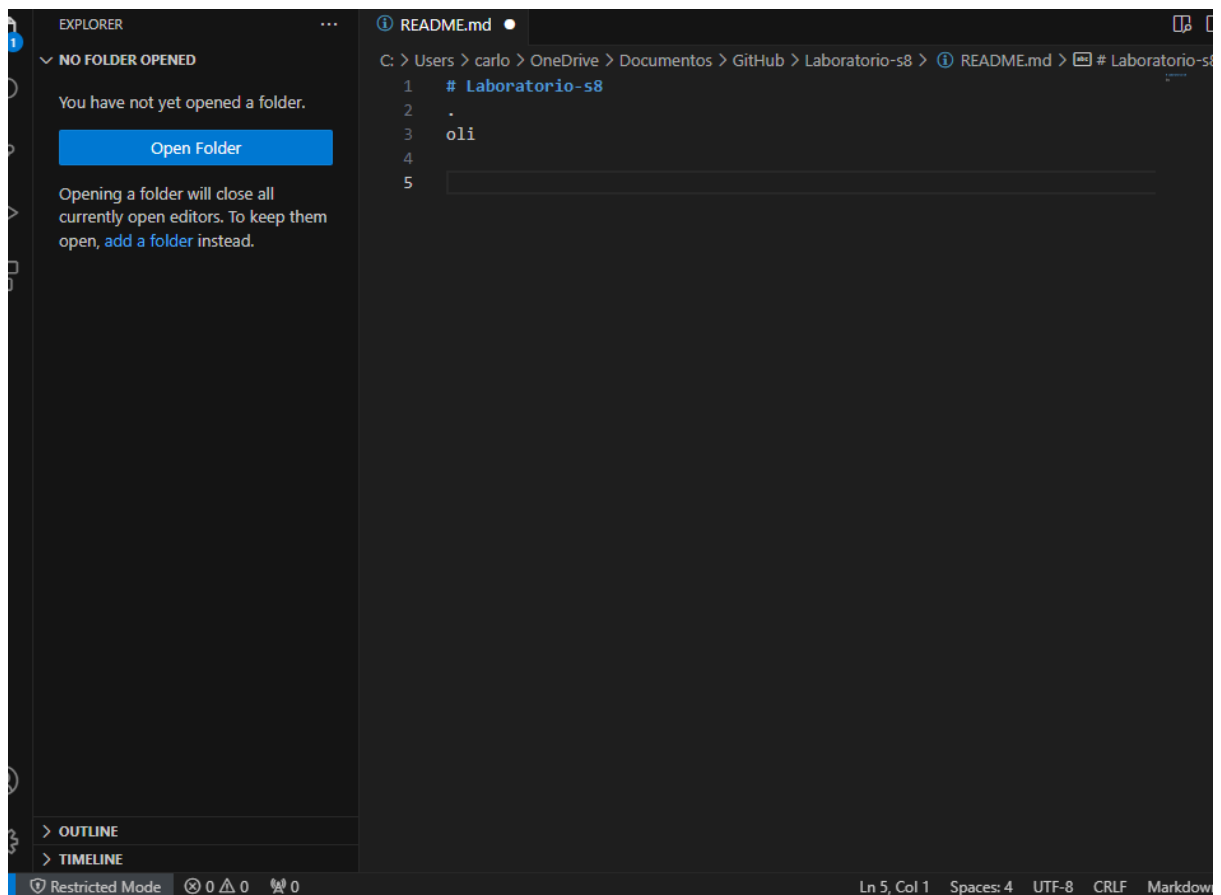 EXPLORER ...
README.md
1
NO FOLDER OPENED
C: > Users > carlo > OneDrive > Documentos > GitHub > Laboratorio-s8 > README.md > # Laboratorio-s8
You have not yet opened a folder.
Open Folder
Opening a folder will close all
currently open editors. To keep them
open, add a folder instead.
1 # Laboratorio-s8
2 .
3 oli
4
5
OUTLINE
TIMELINE
Restricted Mode 0 0 0 Ln 5, Col 1 Spaces: 4 UTF-8 CRLF Markdow